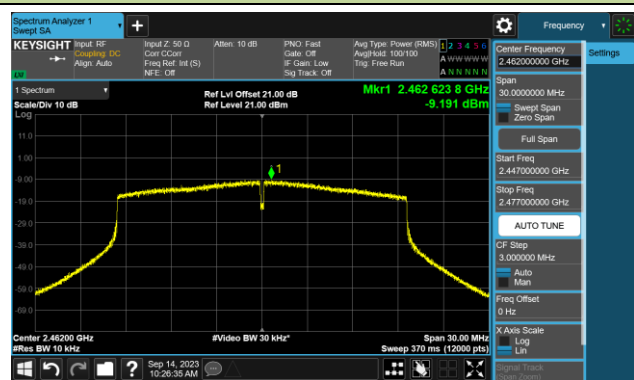 Spectrum Analyzer 1
Swept SA
+
Frequency
KEYSIGHT
Input: RF
Coupling: DC
Align: Auto
Input Z: 50 Ω
Corr CCorr
Freq Ref: Int (S)
NFE: Off
Atten: 10 dB
PNO: Fast
Gate: Off
IF Gain: Low
Sig Track: Off
Avg Type: Power (RMS)
Avg|Hold: 100/100
Trig: Free Run
1 2 3 4 5 6
A W W W W W
A N N N N N
Center Frequency
2.462000000 GHz
Settings
1 Spectrum
Scale/Div 10 dB
Log
Ref Lvl Offset 21.00 dB
Ref Level 21.00 dBm
Mkr1 2.462 623 8 GHz
-9.191 dBm
11.0
1.00
-9.00
-19.0
-29.0
-39.0
-49.0
-59.0
-69.0
1
Span
30.0000000 MHz
Swept Span
Zero Span
Full Span
Start Freq
2.447000000 GHz
Stop Freq
2.477000000 GHz
AUTO TUNE
CF Step
3.000000 MHz
Auto
Man
Freq Offset
0 Hz
X Axis Scale
Log
Lin
Signal Track
(Span Zoom)
Center 2.46200 GHz
#Res BW 10 kHz
#Video BW 30 kHz*
Span 30.00 MHz
Sweep 370 ms (12000 pts)
Sep 14, 2023
10:26:35 AM